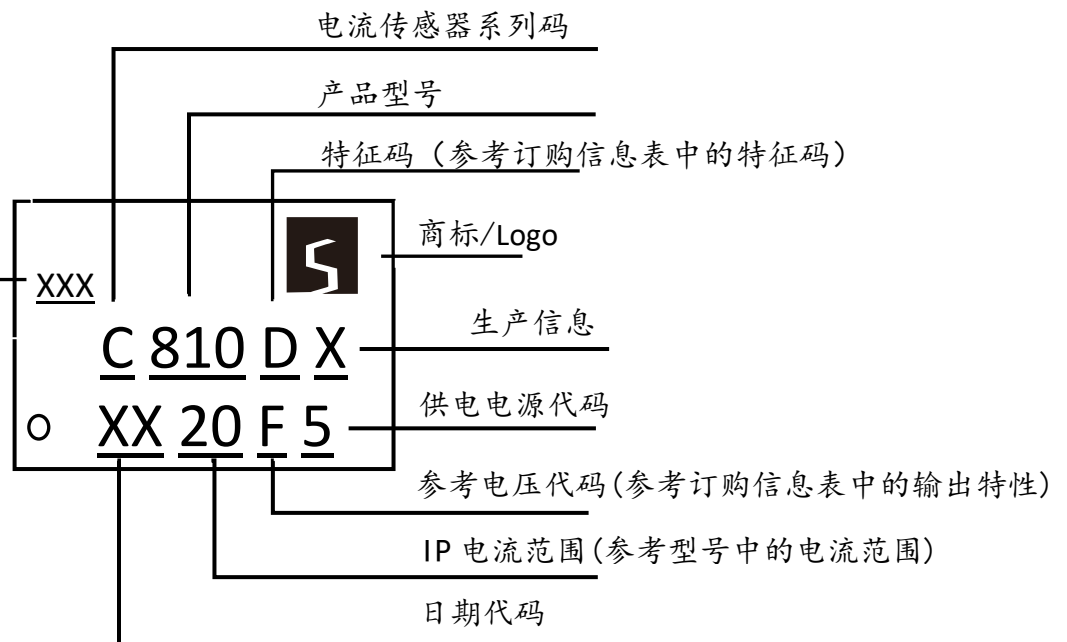 电流传感器系列码
产品型号
特征码（参考订购信息表中的特征码）
商标/Logo
XXX
生产信息
C 810 D X
供电电源代码
XX 20 F 5
参考电压代码(参考订购信息表中的输出特性)
IP 电流范围(参考型号中的电流范围)
日期代码